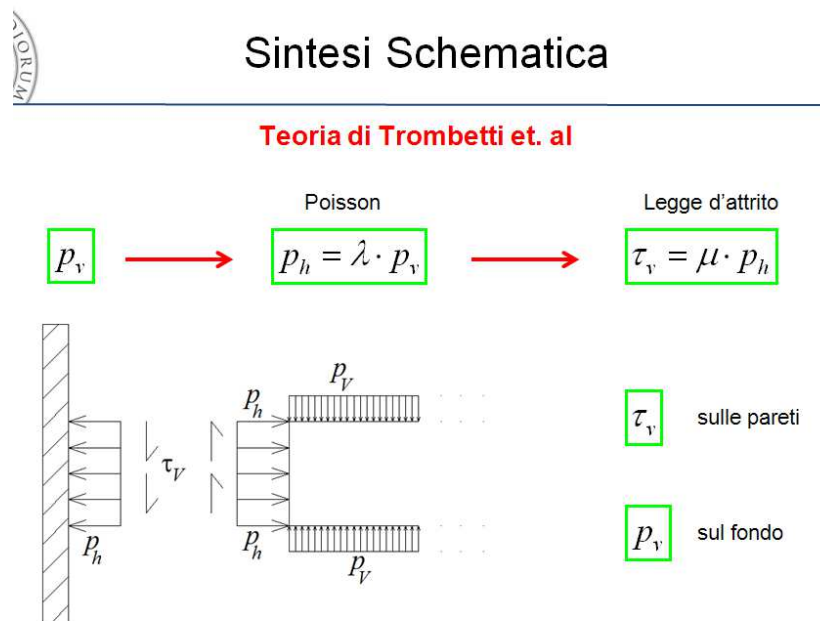 DIORUM
Sintesi Schematica
Teoria di Trombetti et. al
Poisson
Legge d'attrito
p_v
p_h = λ · p_v
τ_v = μ · p_h
p_V
p_h
τ_V
p_h
p_h
p_V
τ_v sulle pareti
p_v sul fondo